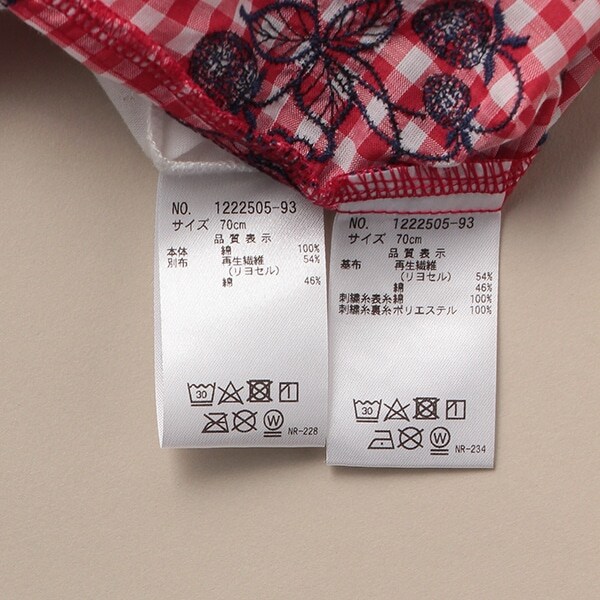 NO. 1222505-93
サイズ 70cm
品質表示
本体 綿 100%
別布 再生繊維 54%
(リヨセル)
綿 46%
30
W
NR-228
NO. 1222505-93
サイズ 70cm
品質表示
基布 再生繊維
(リヨセル) 54%
綿 46%
刺繍糸表糸綿 100%
刺繍糸裏糸ポリエステル 100%
30
W
NR-234